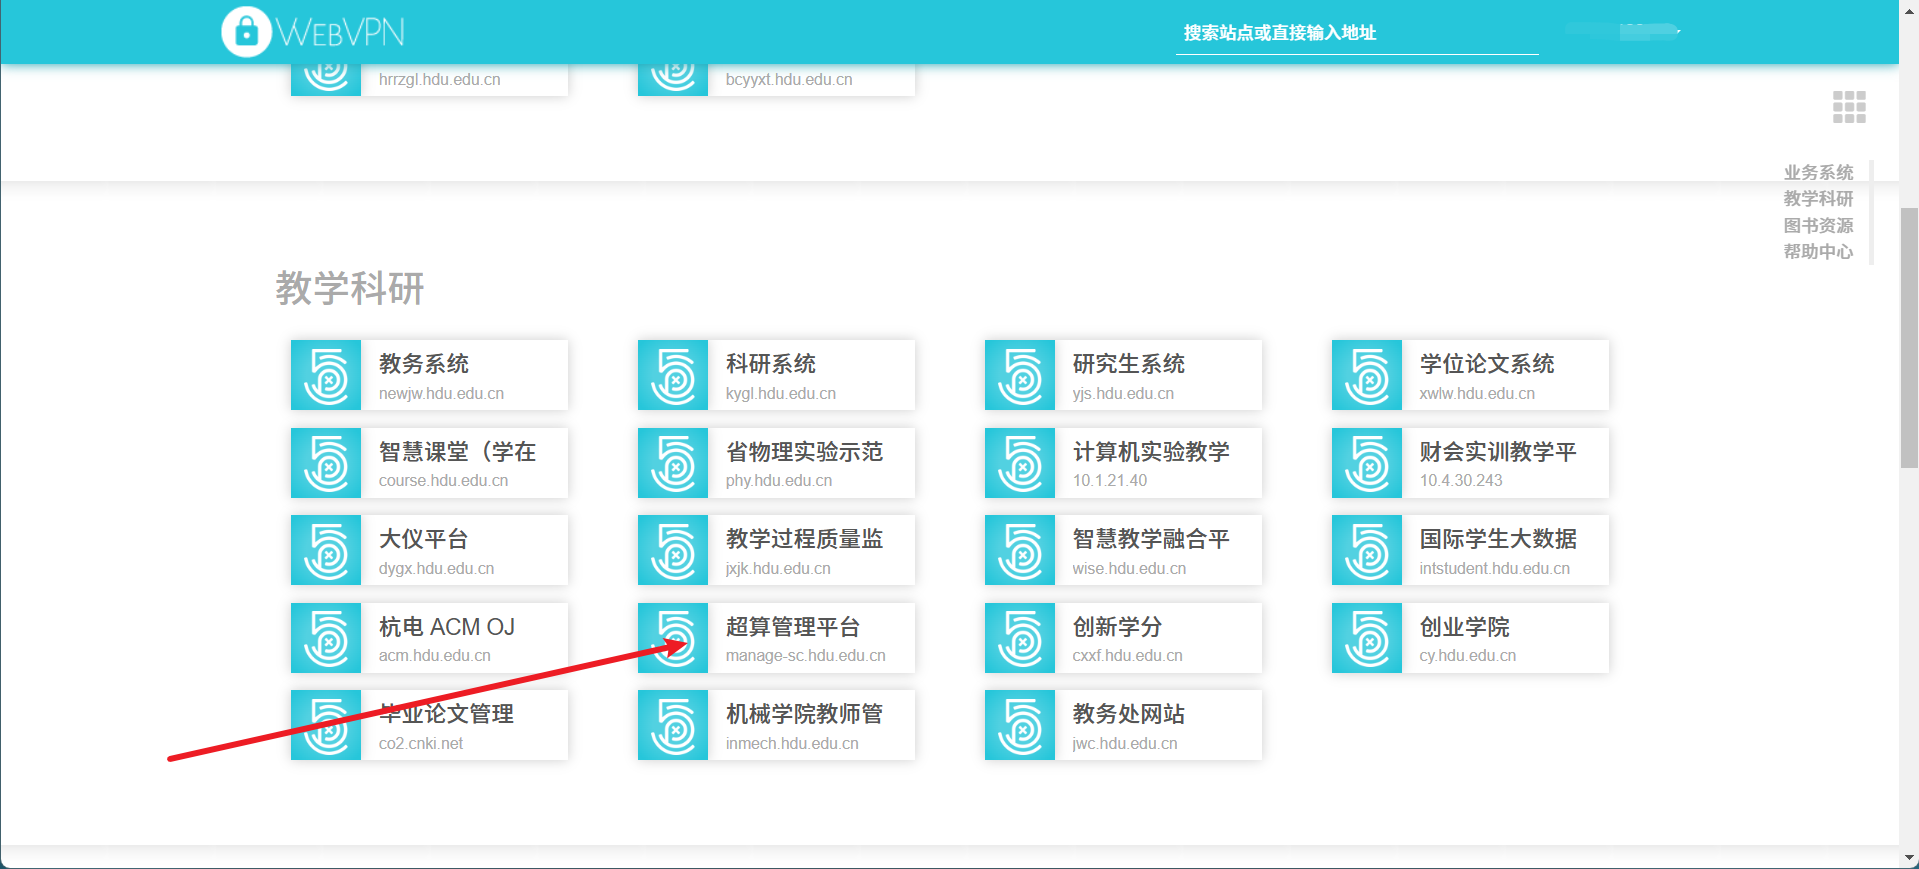 WEBVPN
搜索站点或直接输入地址
hrrzgl.hdu.edu.cn
bcyyxt.hdu.edu.cn
业务系统
教学科研
图书资源
帮助中心
教学科研
教务系统
newjw.hdu.edu.cn
科研系统
kygl.hdu.edu.cn
研究生系统
yjs.hdu.edu.cn
学位论文系统
xwlw.hdu.edu.cn
智慧课堂（学在
course.hdu.edu.cn
省物理实验示范
phy.hdu.edu.cn
计算机实验教学
10.1.21.40
财会实训教学平
10.4.30.243
大仪平台
dygx.hdu.edu.cn
教学过程质量监
jxjk.hdu.edu.cn
智慧教学融合平
wise.hdu.edu.cn
国际学生大数据
intstudent.hdu.edu.cn
杭电 ACM OJ
acm.hdu.edu.cn
超算管理平台
manage-sc.hdu.edu.cn
创新学分
cxxf.hdu.edu.cn
创业学院
cy.hdu.edu.cn
毕业论文管理
co2.cnki.net
机械学院教师管
inmech.hdu.edu.cn
教务处网站
jwc.hdu.edu.cn